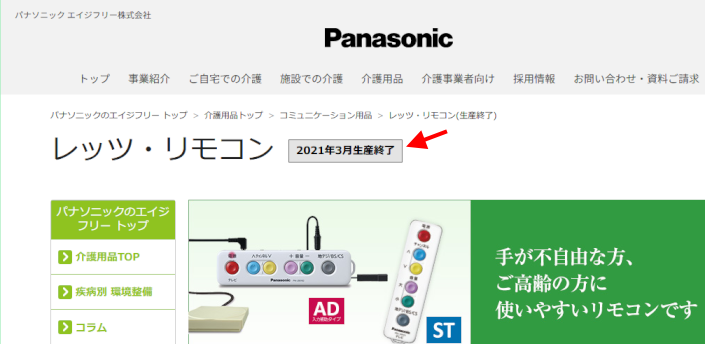 パナソニック エイジフリー株式会社
Panasonic
トップ 事業紹介 ご自宅での介護 施設での介護 介護用品 介護事業者向け 採用情報 お問い合わせ・資料ご請求
パナソニックのエイジフリー トップ > 介護用品トップ > コミュニケーション用品 > レッツ・リモコン(生産終了)
レッツ・リモコン 2021年3月生産終了
パナソニックのエイジ
フリー トップ
介護用品TOP
疾病別 環境整備
コラム
Panasonic
AD
入力補助タイプ
ST
手が不自由な方、
ご高齢の方に
使いやすいリモコンです